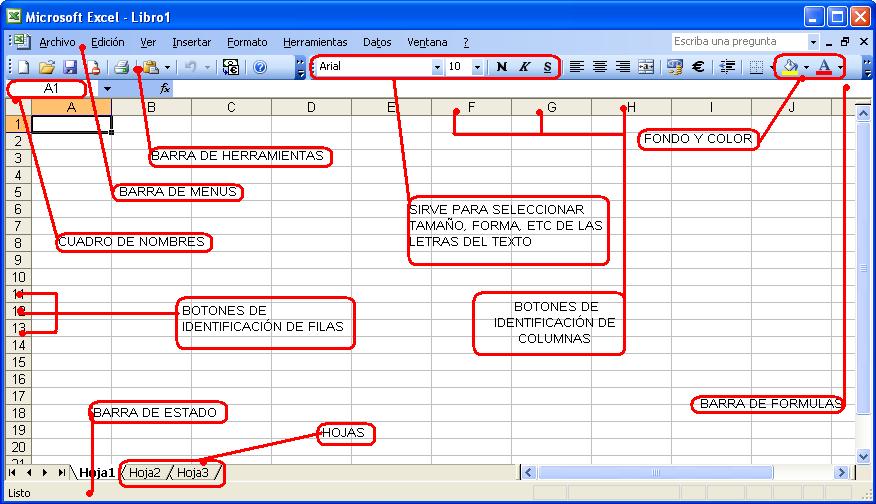 Microsoft Excel - Libro1
Archivo Edición Ver Insertar Formato Herramientas Datos Ventana ? Escriba una pregunta
Arial 10 N K S € A
A1 fx
A B C D E F G H I J
1
2
FONDO Y COLOR
3
BARRA DE HERRAMIENTAS
4
5
BARRA DE MENUS
6
SIRVE PARA SELECCIONAR
7
TAMAÑO, FORMA, ETC DE LAS
8
LETRAS DEL TEXTO
CUADRO DE NOMBRES
9
10
11
12
BOTONES DE
IDENTIFICACIÓN DE FILAS
BOTONES DE
IDENTIFICACIÓN DE
COLUMNAS
13
14
15
16
17
BARRA DE FORMULAS
18
BARRA DE ESTADO
19
HOJAS
20
21
Hoja1 Hoja2 Hoja3
Listo